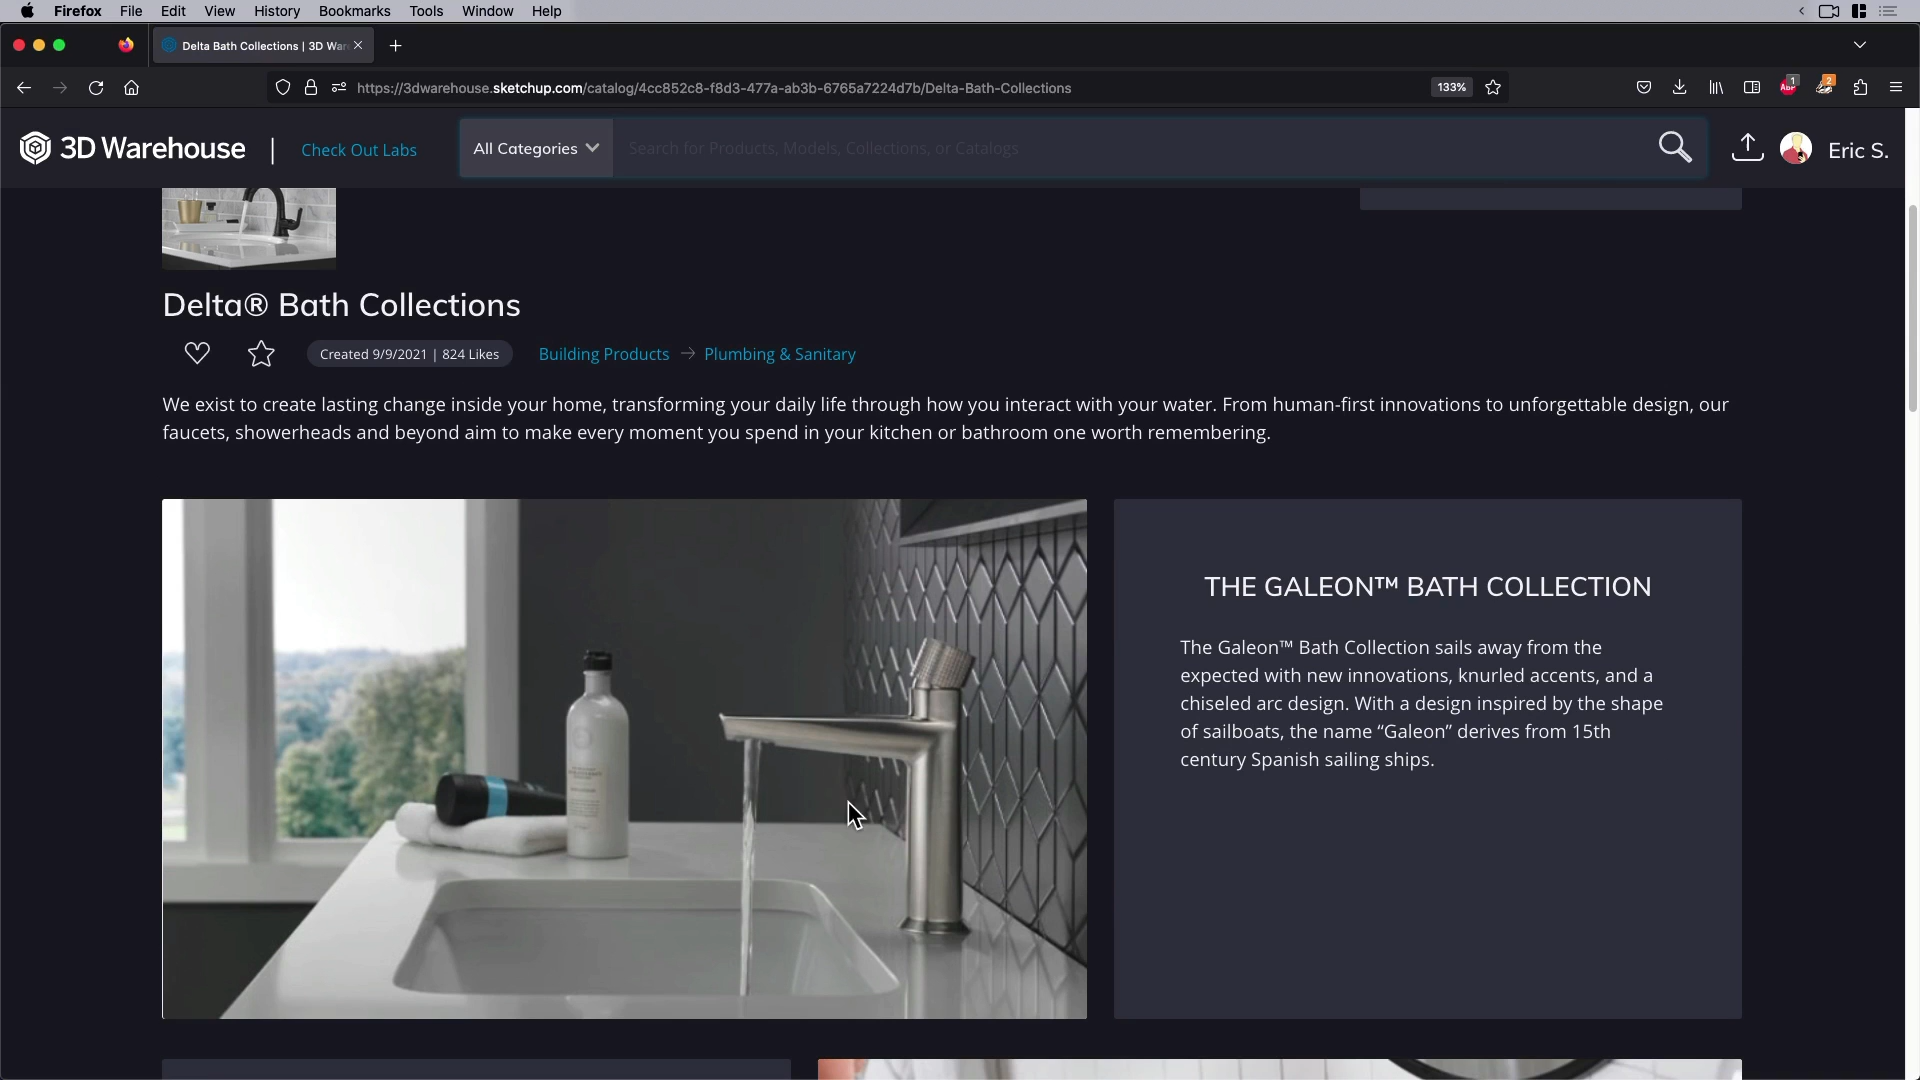 Firefox File Edit View History Bookmarks Tools Window Help
Delta Bath Collections | 3D War
https://3dwarehouse.sketchup.com/catalog/4cc852c8-f8d3-477a-ab3b-6765a7224d7b/Delta-Bath-Collections
133%
1
ABP
2
3D Warehouse | Check Out Labs
All Categories
Search for Products, Models, Collections, or Catalogs
Eric S.
Delta® Bath Collections
Created 9/9/2021 | 824 Likes
Building Products → Plumbing & Sanitary
We exist to create lasting change inside your home, transforming your daily life through how you interact with your water. From human-first innovations to unforgettable design, our
faucets, showerheads and beyond aim to make every moment you spend in your kitchen or bathroom one worth remembering.
THE GALEON™ BATH COLLECTION
The Galeon™ Bath Collection sails away from the
expected with new innovations, knurled accents, and a
chiseled arc design. With a design inspired by the shape
of sailboats, the name “Galeon” derives from 15th
century Spanish sailing ships.